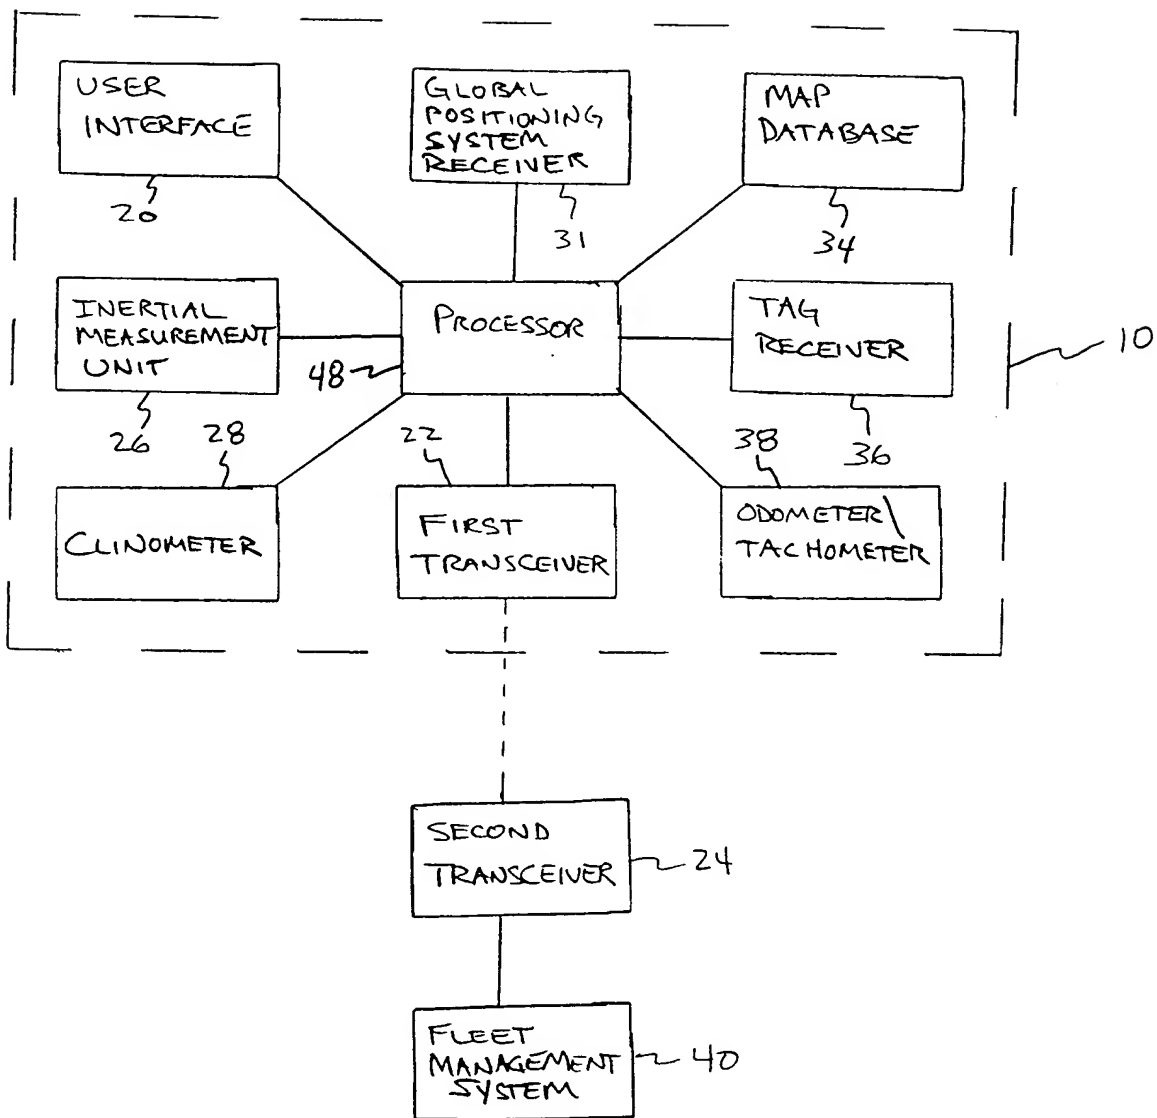 USER
INTERFACE
20
GLOBAL
POSITIONING
SYSTEM
RECEIVER
31
MAP
DATABASE
34
INERTIAL
MEASUREMENT
UNIT
26
PROCESSOR
48
TAG
RECEIVER
36
10
28
CLINOMETER
22
FIRST
TRANSCEIVER
38
ODOMETER\
TACHOMETER
SECOND
TRANSCEIVER
24
FLEET
MANAGEMENT
SYSTEM
40